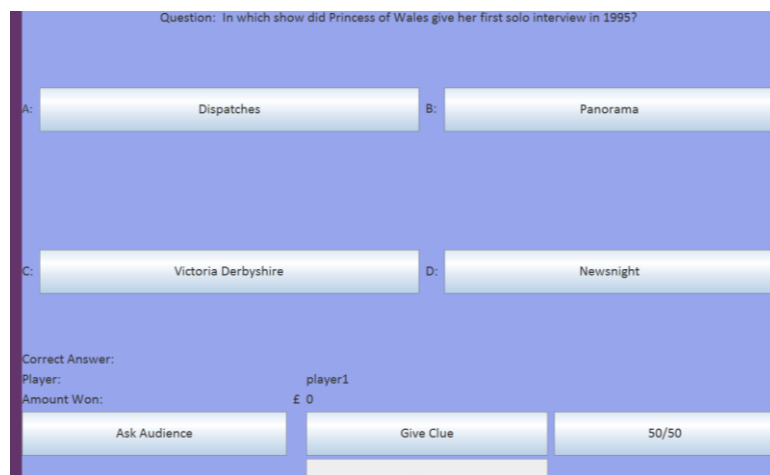 Question: In which show did Princess of Wales give her first solo interview in 1995?
A: Dispatches B: Panorama
C: Victoria Derbyshire D: Newsnight
Correct Answer:
Player: player1
Amount Won: £ 0
Ask Audience Give Clue 50/50